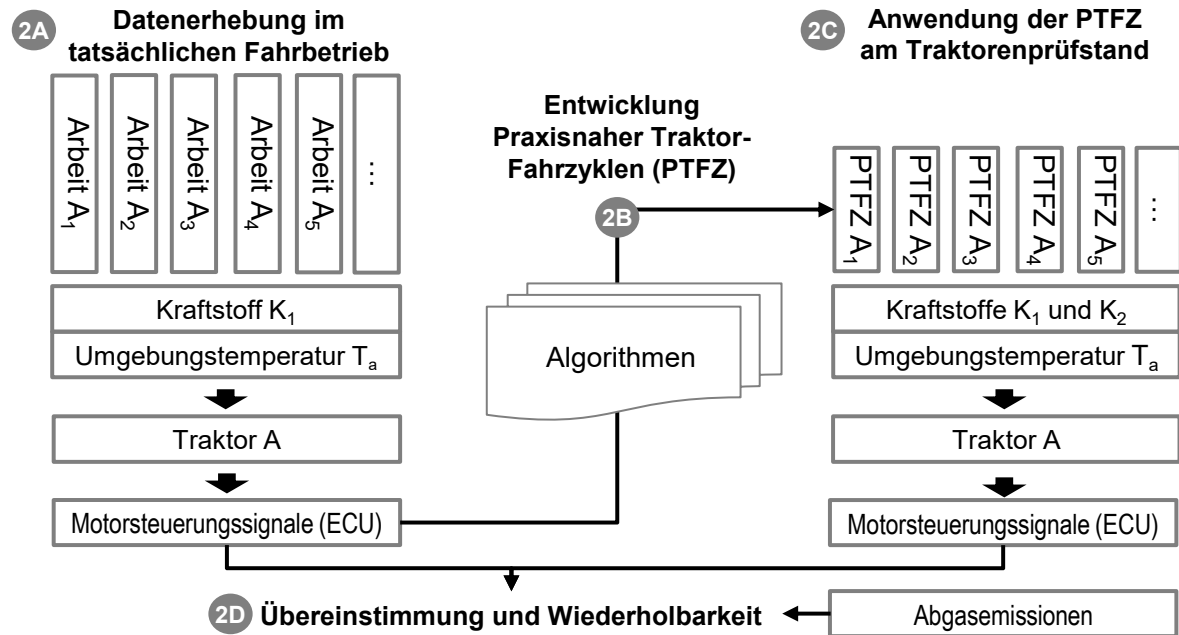 2A
Datenerhebung im
tatsächlichen Fahrbetrieb
Arbeit A₁
Arbeit A₂
Arbeit A₃
Arbeit A₄
Arbeit A₅
...
Kraftstoff K₁
Umgebungstemperatur Tₐ
Traktor A
Motorsteuerungssignale (ECU)
Entwicklung
Praxisnaher Traktor-
Fahrzyklen (PTFZ)
2B
Algorithmen
2C
Anwendung der PTFZ
am Traktorenprüfstand
PTFZ A₁
PTFZ A₂
PTFZ A₃
PTFZ A₄
PTFZ A₅
...
Kraftstoffe K₁ und K₂
Umgebungstemperatur Tₐ
Traktor A
Motorsteuerungssignale (ECU)
2D Übereinstimmung und Wiederholbarkeit
Abgasemissionen